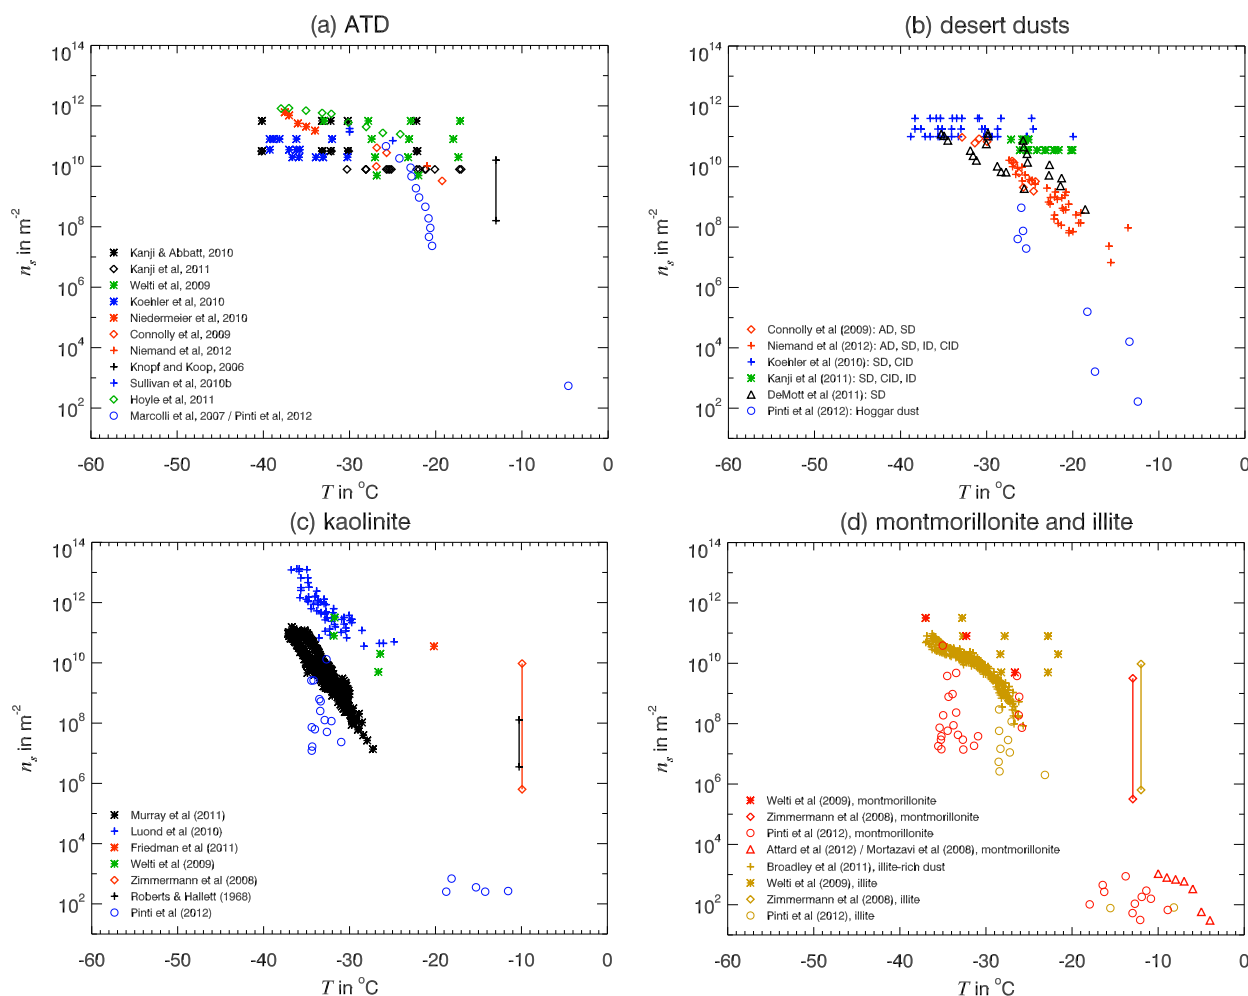 (a) ATD
10^14
10^12
10^10
10^8
10^6
10^4
10^2
n_s in m^-2
Kanji & Abbatt, 2010
Kanji et al, 2011
Welti et al, 2009
Koehler et al, 2010
Niedermeier et al, 2010
Connolly et al, 2009
Niemand et al, 2012
Knopf and Koop, 2006
Sullivan et al, 2010b
Hoyle et al, 2011
Marcolli et al, 2007 / Pinti et al, 2012
-60 -50 -40 -30 -20 -10 0
T in °C
(b) desert dusts
10^14
10^12
10^10
10^8
10^6
10^4
10^2
n_s in m^-2
Connolly et al (2009): AD, SD
Niemand et al (2012): AD, SD, ID, CID
Koehler et al (2010): SD, CID
Kanji et al (2011): SD, CID, ID
DeMott et al (2011): SD
Pinti et al (2012): Hoggar dust
-60 -50 -40 -30 -20 -10 0
T in °C
(c) kaolinite
10^14
10^12
10^10
10^8
10^6
10^4
10^2
n_s in m^-2
Murray et al (2011)
Luond et al (2010)
Friedman et al (2011)
Welti et al (2009)
Zimmermann et al (2008)
Roberts & Hallett (1968)
Pinti et al (2012)
-60 -50 -40 -30 -20 -10 0
T in °C
(d) montmorillonite and illite
10^14
10^12
10^10
10^8
10^6
10^4
10^2
n_s in m^-2
Welti et al (2009), montmorillonite
Zimmermann et al (2008), montmorillonite
Pinti et al (2012), montmorillonite
Attard et al (2012) / Mortazavi et al (2008), montmorillonite
Broadley et al (2011), illite-rich dust
Welti et al (2009), illite
Zimmermann et al (2008), illite
Pinti et al (2012), illite
-60 -50 -40 -30 -20 -10 0
T in °C